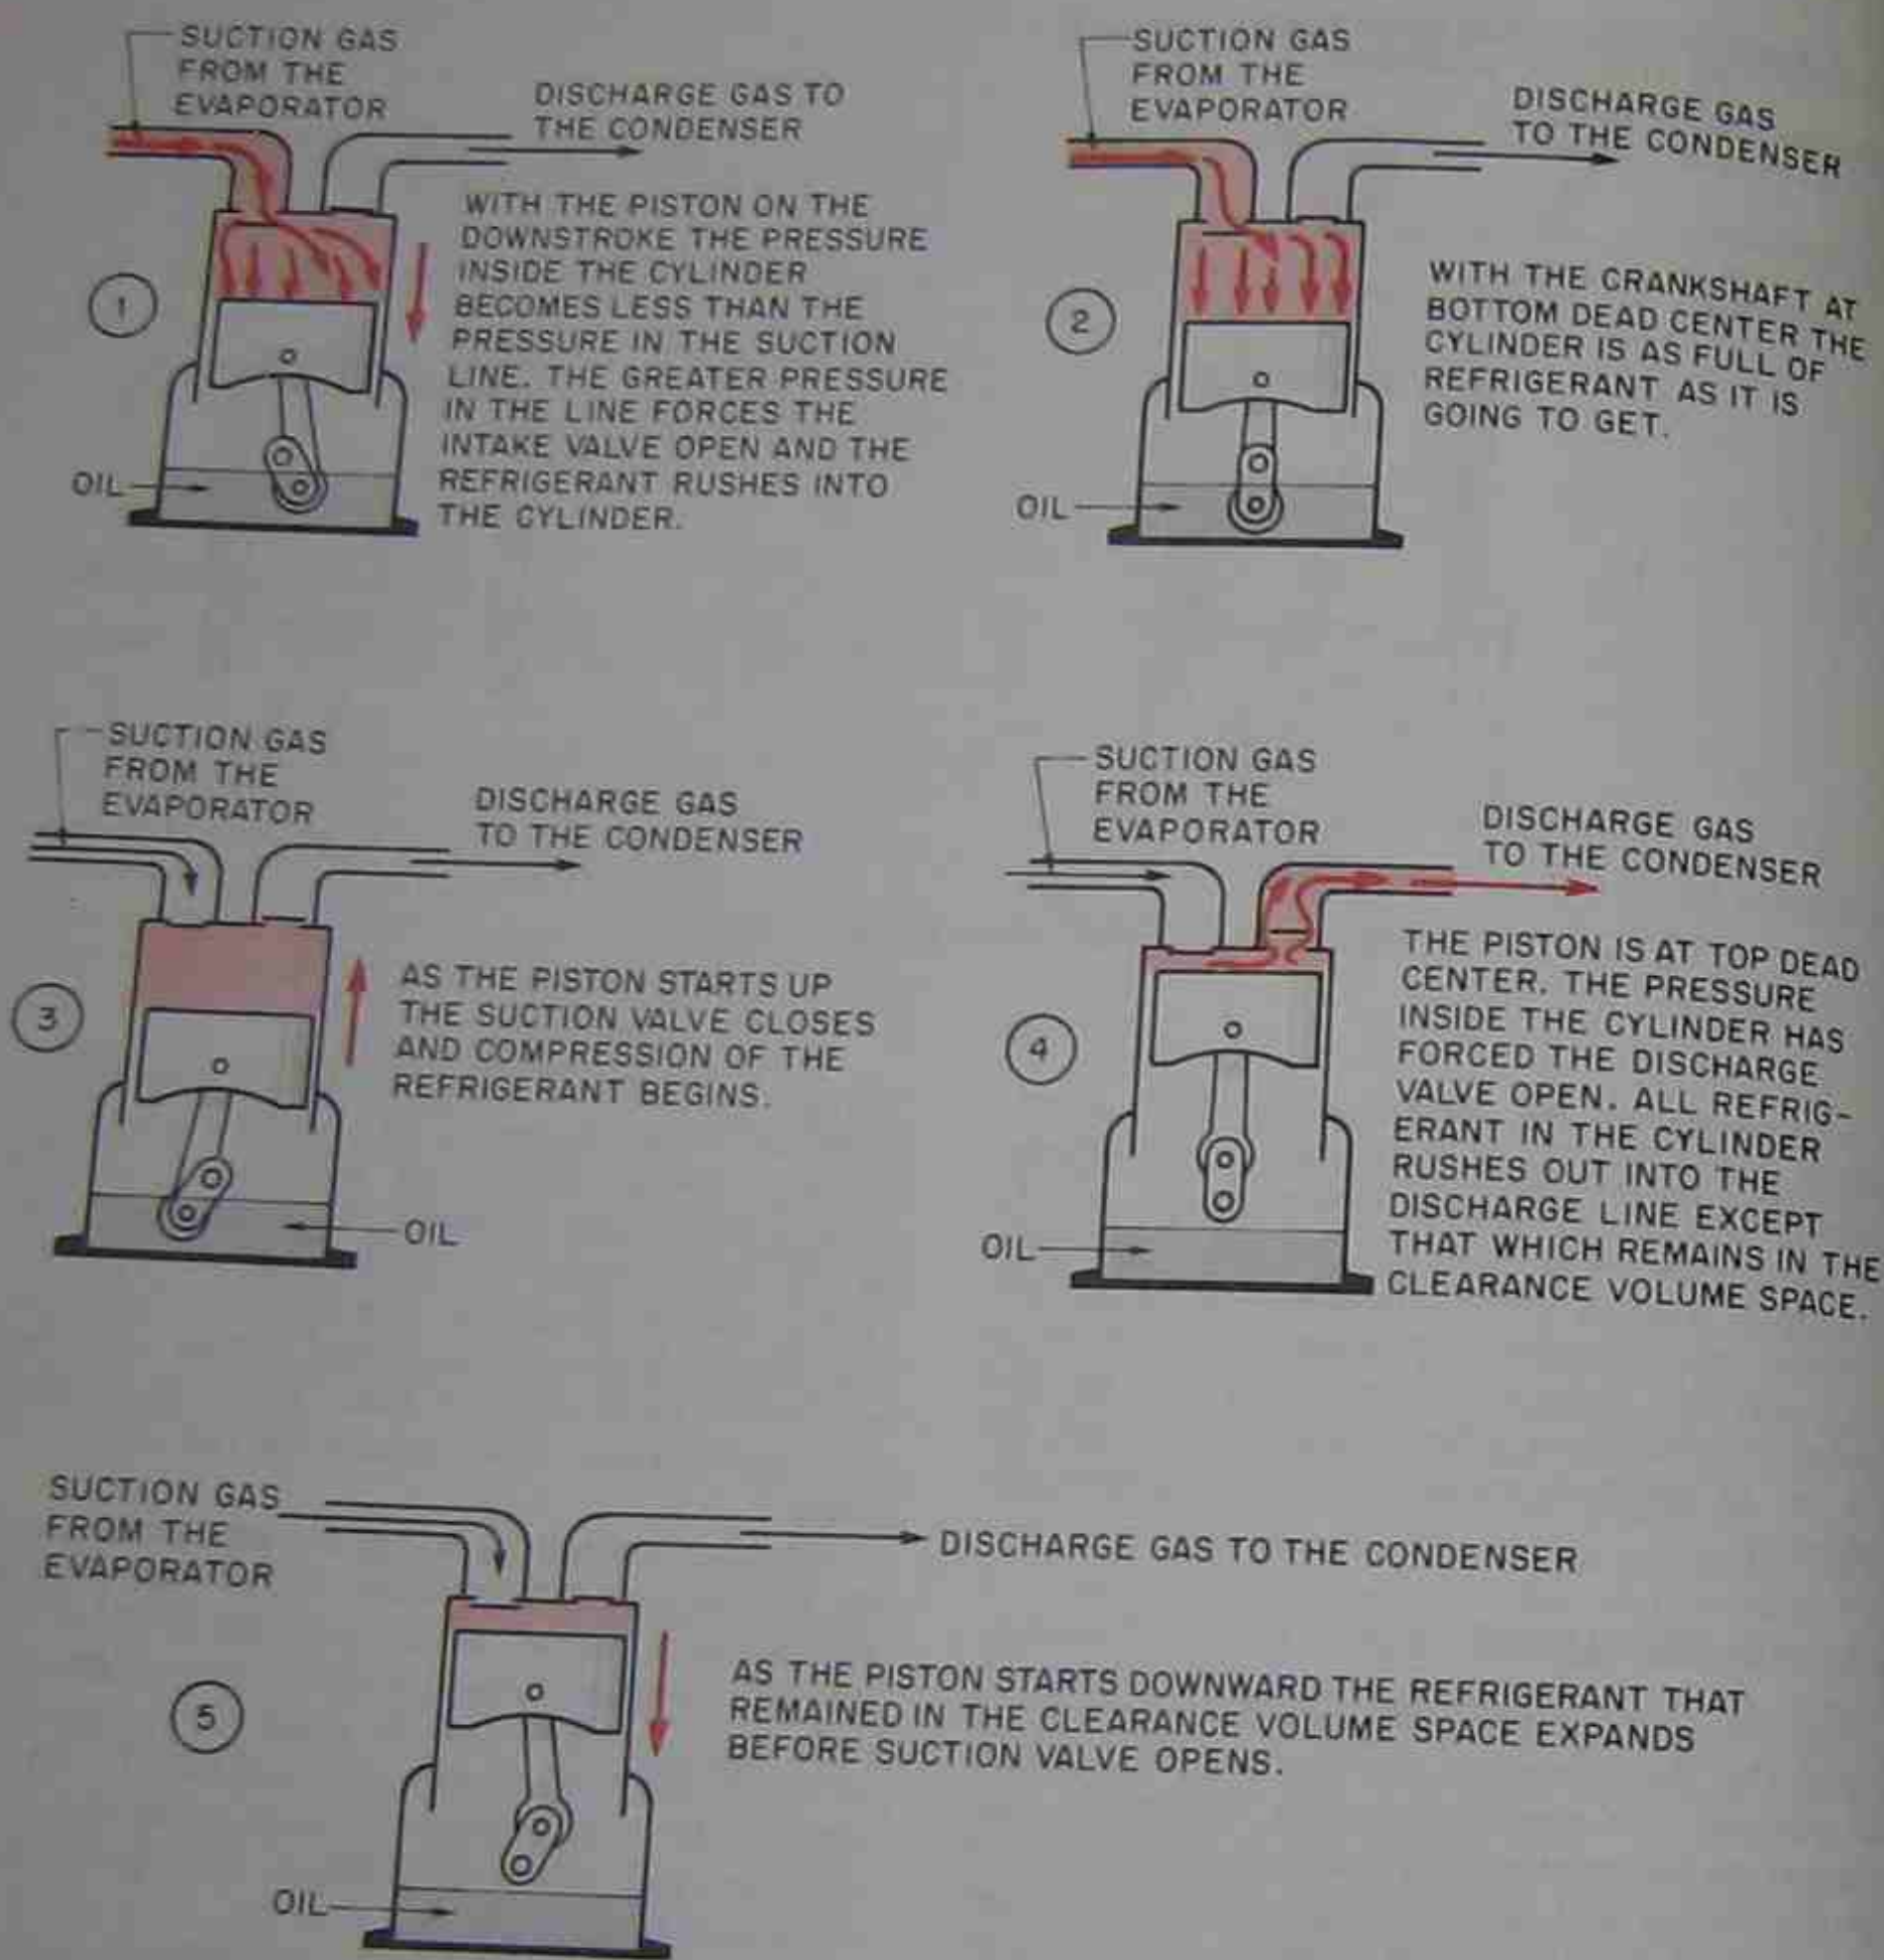 SUCTION GAS
FROM THE
EVAPORATOR
DISCHARGE GAS TO
THE CONDENSER
1
WITH THE PISTON ON THE
DOWNSTROKE THE PRESSURE
INSIDE THE CYLINDER
BECOMES LESS THAN THE
PRESSURE IN THE SUCTION
LINE. THE GREATER PRESSURE
IN THE LINE FORCES THE
INTAKE VALVE OPEN AND THE
REFRIGERANT RUSHES INTO
THE CYLINDER.
OIL
SUCTION GAS
FROM THE
EVAPORATOR
DISCHARGE GAS
TO THE CONDENSER
2
WITH THE CRANKSHAFT AT
BOTTOM DEAD CENTER THE
CYLINDER IS AS FULL OF
REFRIGERANT AS IT IS
GOING TO GET.
OIL
SUCTION GAS
FROM THE
EVAPORATOR
DISCHARGE GAS
TO THE CONDENSER
3
AS THE PISTON STARTS UP
THE SUCTION VALVE CLOSES
AND COMPRESSION OF THE
REFRIGERANT BEGINS.
OIL
SUCTION GAS
FROM THE
EVAPORATOR
DISCHARGE GAS
TO THE CONDENSER
4
THE PISTON IS AT TOP DEAD
CENTER. THE PRESSURE
INSIDE THE CYLINDER HAS
FORCED THE DISCHARGE
VALVE OPEN. ALL REFRIG-
ERANT IN THE CYLINDER
RUSHES OUT INTO THE
DISCHARGE LINE EXCEPT
THAT WHICH REMAINS IN THE
CLEARANCE VOLUME SPACE.
OIL
SUCTION GAS
FROM THE
EVAPORATOR
DISCHARGE GAS TO THE CONDENSER
5
AS THE PISTON STARTS DOWNWARD THE REFRIGERANT THAT
REMAINED IN THE CLEARANCE VOLUME SPACE EXPANDS
BEFORE SUCTION VALVE OPENS.
OIL